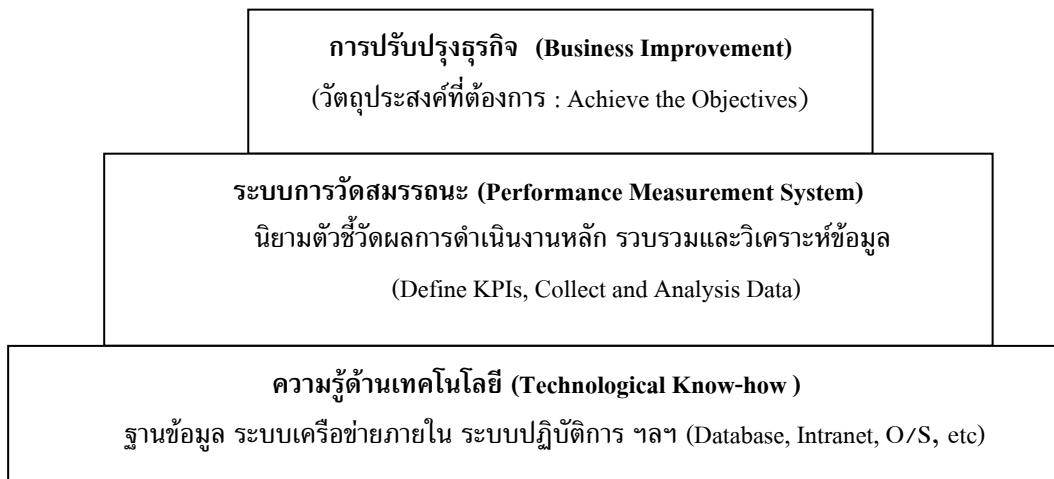 การปรับปรุงธุรกิจ (Business Improvement)
(วัตถุประสงค์ที่ต้องการ : Achieve the Objectives)
ระบบการวัดสมรรถนะ (Performance Measurement System)
นิยามตัวชี้วัดผลการดำเนินงานหลัก รวบรวมและวิเคราะห์ข้อมูล
(Define KPIs, Collect and Analysis Data)
ความรู้ด้านเทคโนโลยี (Technological Know-how )
ฐานข้อมูล ระบบเครือข่ายภายใน ระบบปฏิบัติการ ฯลฯ (Database, Intranet, O/S, etc)